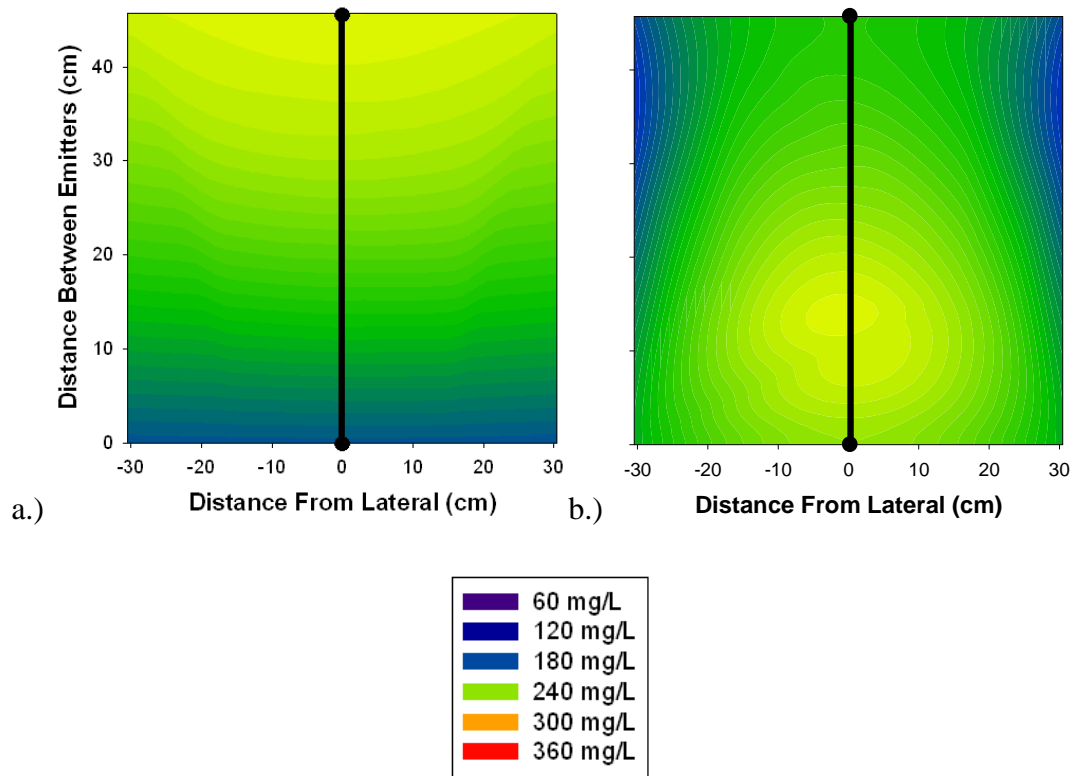 Distance Between Emitters (cm)
40
30
20
10
0
-30 -20 -10 0 10 20 30
Distance From Lateral (cm)
a.)
-30 -20 -10 0 10 20 30
Distance From Lateral (cm)
b.)
60 mg/L
120 mg/L
180 mg/L
240 mg/L
300 mg/L
360 mg/L